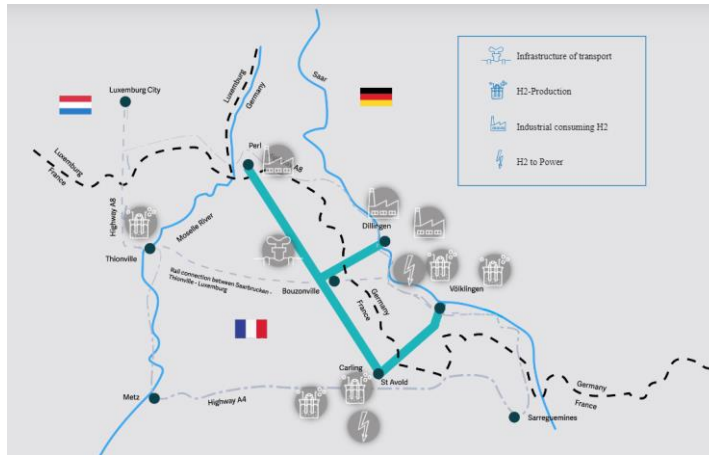 Infrastructure of transport
H2-Production
Industrial consuming H2
H2 to Power
Luxemburg City
Luxemburg
Germany
Saar
Luxemburg
France
Perl
A8
Highway A8
Moselle River
Dillingen
Thionville
Rail connection between Saarbrucken -
Thionville - Luxemburg
Bouzonville
Germany
France
Völklingen
Carling
St Avold
Metz
Highway A4
Germany
France
Sarreguemines